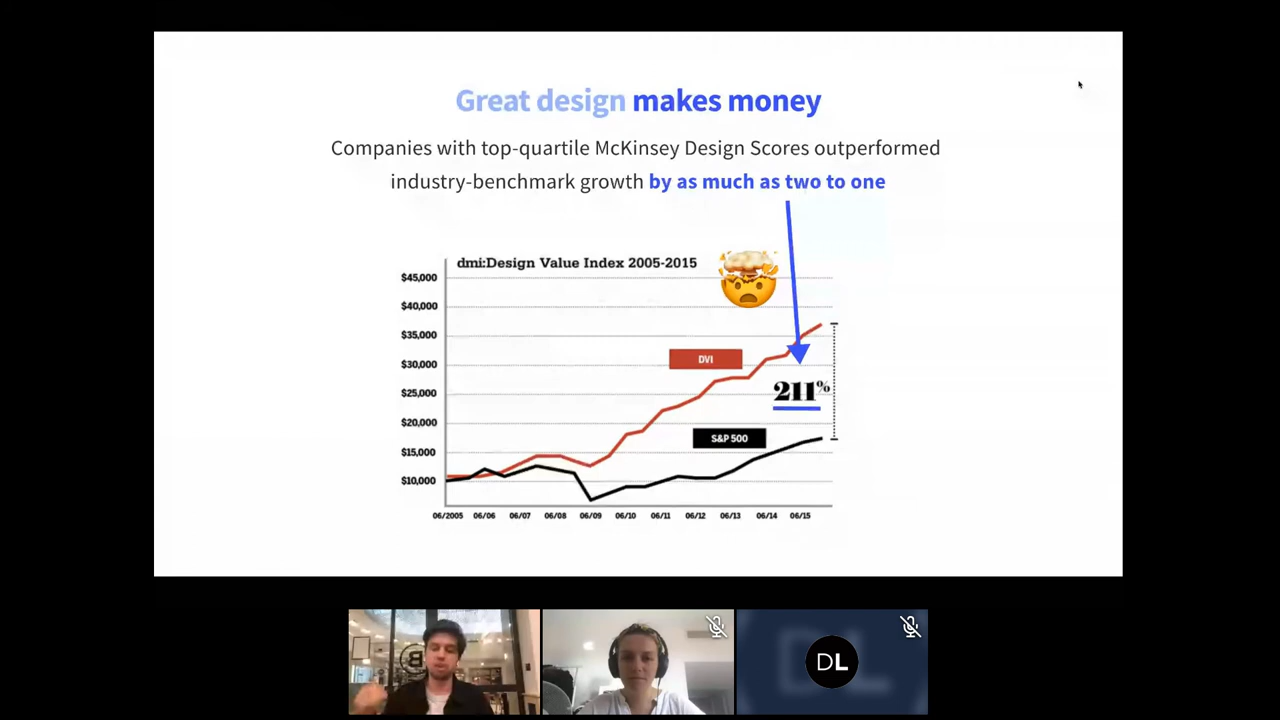 Great design makes money
Companies with top-quartile McKinsey Design Scores outperformed
industry-benchmark growth by as much as two to one
dmi:Design Value Index 2005-2015
$45,000
$40,000
$35,000
$30,000
DVI
$25,000
211%
$20,000
S&P 500
$15,000
$10,000
06/2005 06/06 06/07 06/08 06/09 06/10 06/11 06/12 06/13 06/14 06/15
B
DL
DL